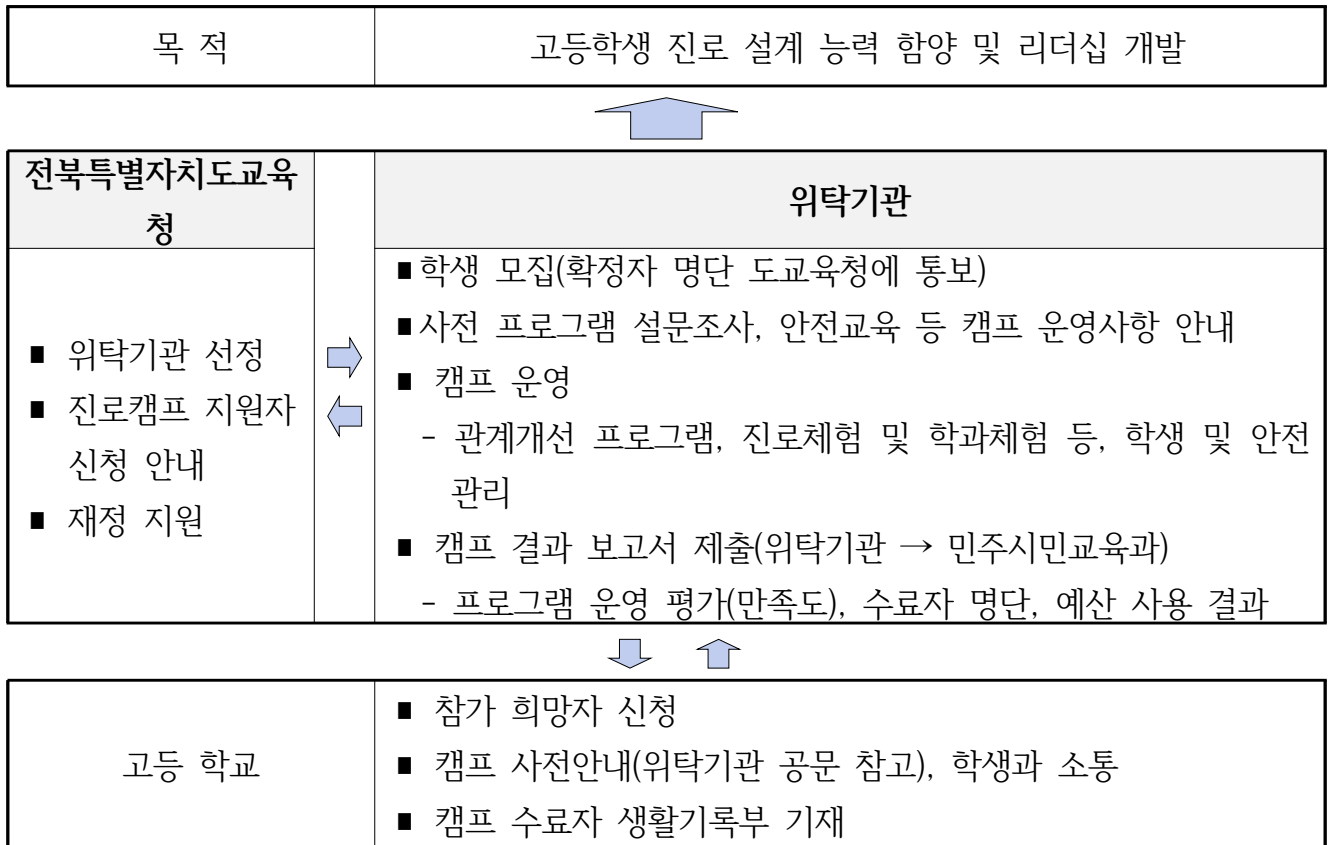 목 적
고등학생 진로 설계 능력 함양 및 리더십 개발
전북특별자치도교육
청
위탁기관
■ 위탁기관 선정
■ 진로캠프 지원자
신청 안내
■ 재정 지원
■학생 모집(확정자 명단 도교육청에 통보)
■사전 프로그램 설문조사, 안전교육 등 캠프 운영사항 안내
■ 캠프 운영
- 관계개선 프로그램, 진로체험 및 학과체험 등, 학생 및 안전
관리
■ 캠프 결과 보고서 제출(위탁기관 → 민주시민교육과)
- 프로그램 운영 평가(만족도), 수료자 명단, 예산 사용 결과
고등 학교
■ 참가 희망자 신청
■ 캠프 사전안내(위탁기관 공문 참고), 학생과 소통
■ 캠프 수료자 생활기록부 기재